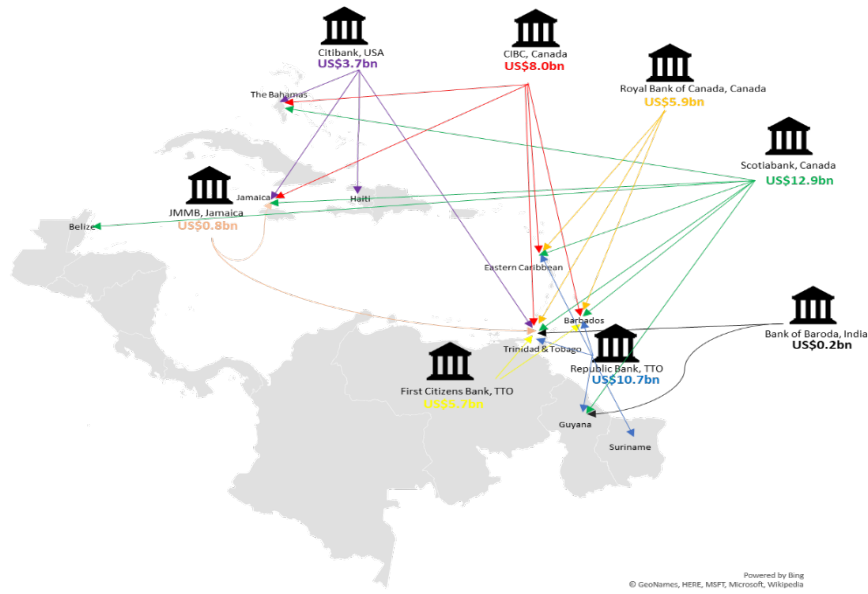 Citibank, USA
US$3.7bn
CIBC, Canada
US$8.0bn
Royal Bank of Canada, Canada
US$5.9bn
The Bahamas
Scotiabank, Canada
US$12.9bn
Jamaica
Haiti
JMMB, Jamaica
US$0.8bn
Belize
Eastern Caribbean
Barbados
Bank of Baroda, India
US$0.2bn
Trinidad & Tobago
Republic Bank, TTO
US$10.7bn
First Citizens Bank, TTO
US$5.7bn
Guyana
Suriname
Powered by Bing
© GeoNames, HERE, MSFT, Microsoft, Wikipedia